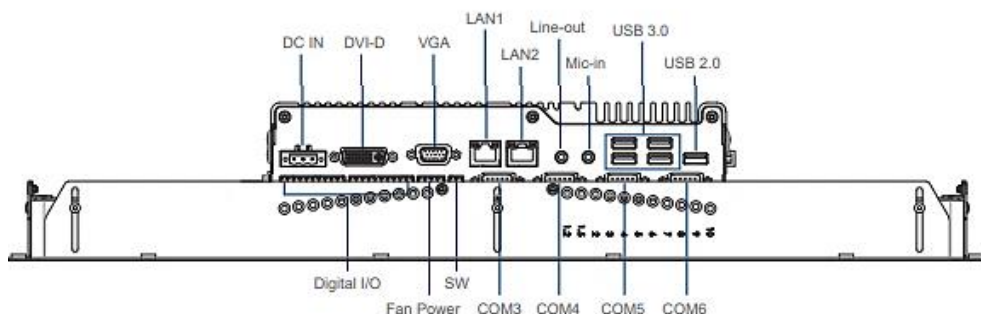 LAN1 Line-out USB 3.0
DC IN DVI-D VGA
LAN2 Mic-in USB 2.0
Digital I/O SW
Fan Power COM3 COM4 COM5 COM6